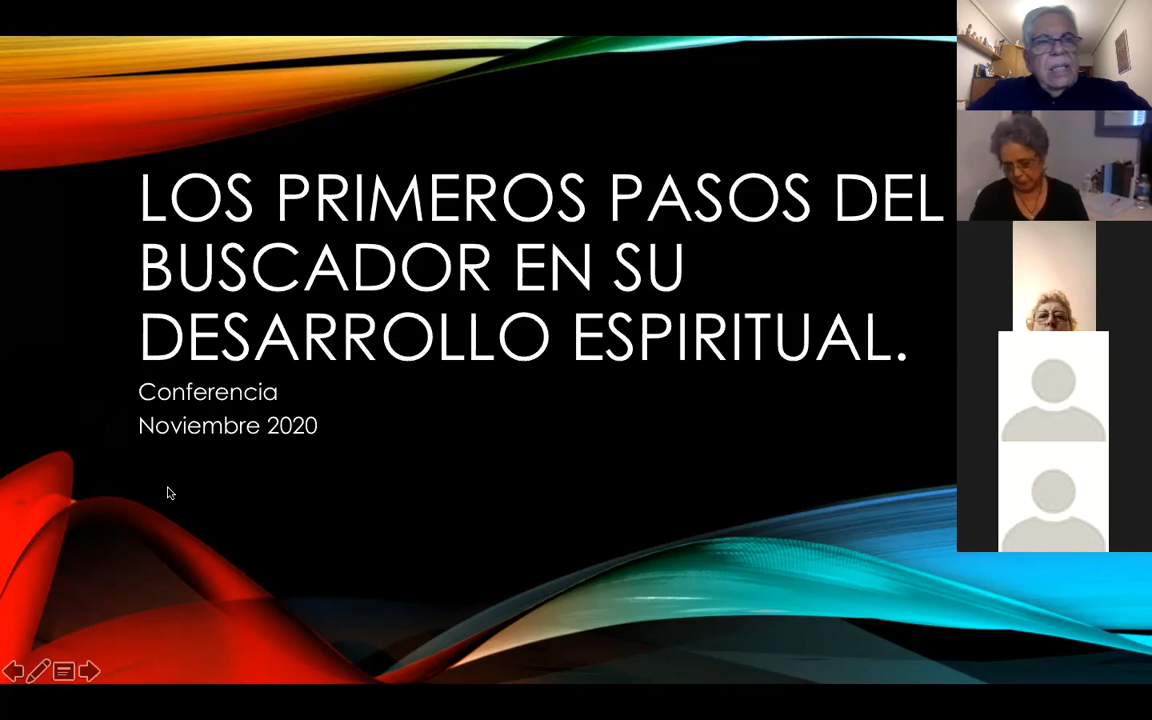 LOS PRIMEROS PASOS DEL
BUSCADOR EN SU
DESARROLLO ESPIRITUAL.
Conferencia
Noviembre 2020